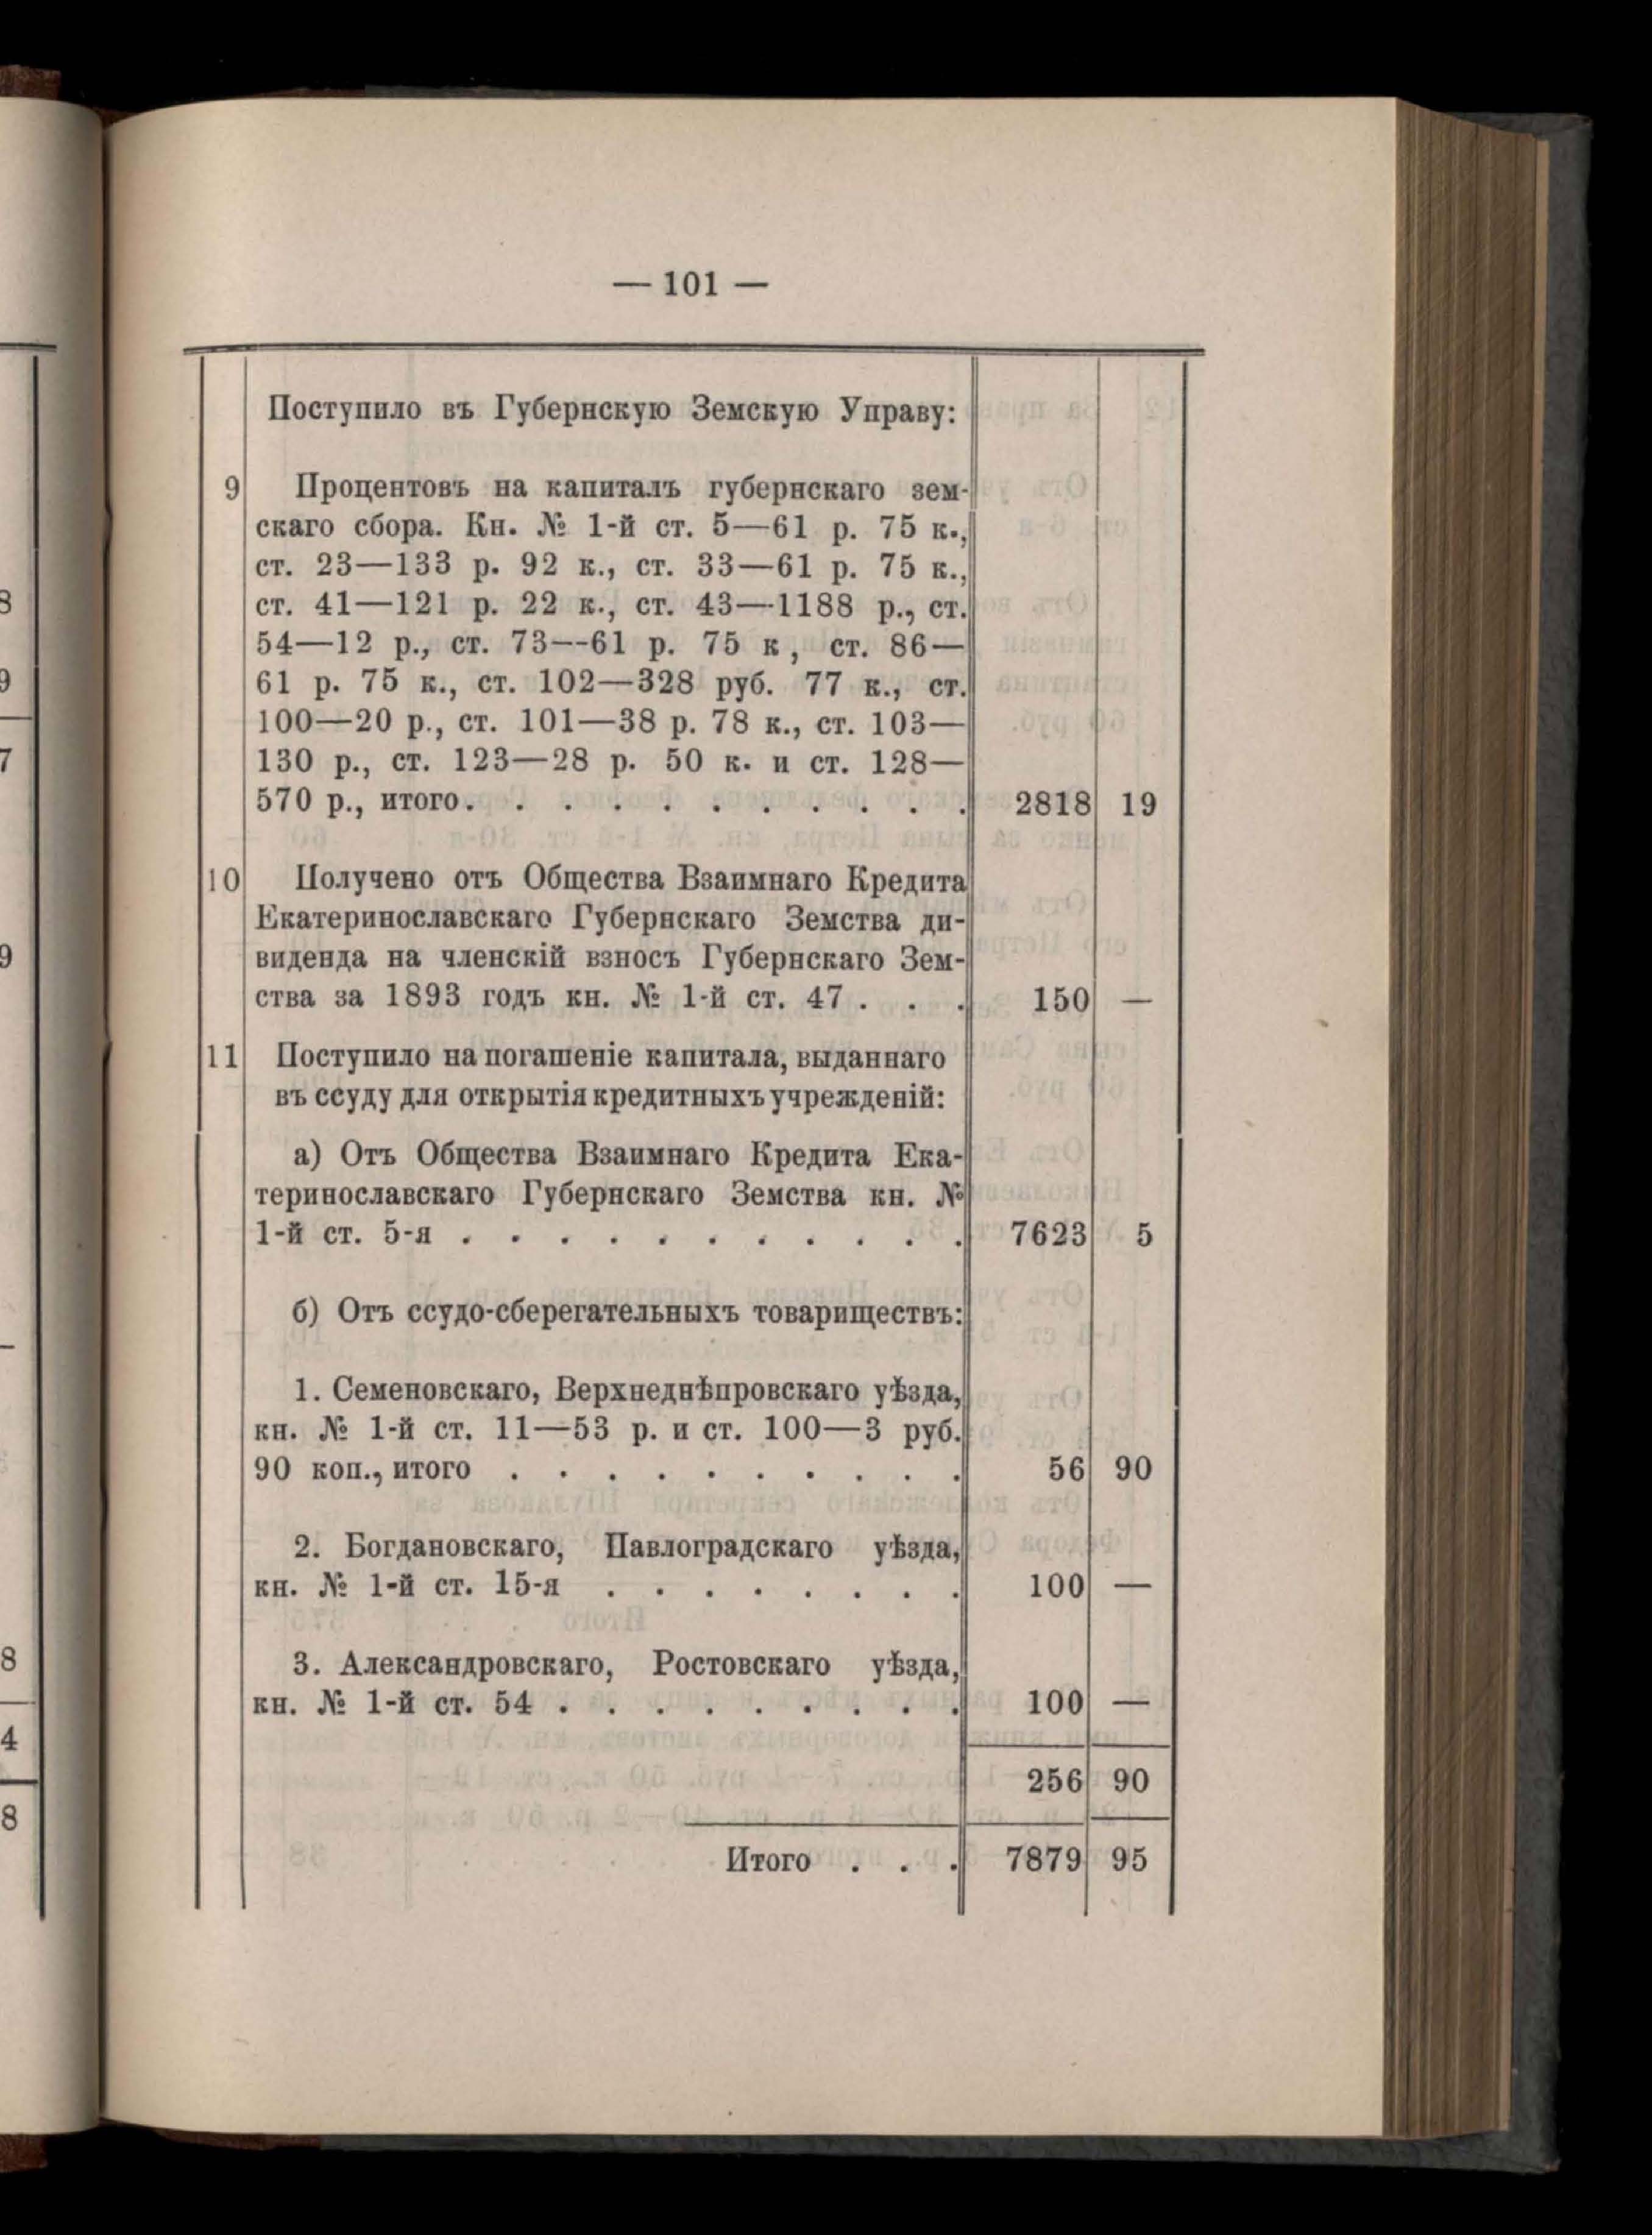 — 101 —
Поступило въ Губернскую Земскую Управу:
9 Процентовъ на капиталъ губернскаго зем-
скаго сбора. Кн. № 1-й ст. 5—61 р. 75 к.,
ст. 23—133 р. 92 к., ст. 33—61 р. 75 к.,
ст. 41—121 р. 22 к., ст. 43—1188 р., ст.
54—12 р., ст. 73—61 р. 75 к, ст. 86—
61 р. 75 к., ст. 102—328 руб. 77 к., ст.
100—20 р., ст. 101—38 р. 78 к., ст. 103—
130 р., ст. 123—28 р. 50 к. и ст. 128—
570 р., итого. . . . . . . . . . . 2818 19
10 Получено отъ Общества Взаимнаго Кредита
Екатеринославскаго Губернскаго Земства ди-
виденда на членскій взносъ Губернскаго Зем-
ства за 1893 годъ кн. № 1-й ст. 47 . . . 150 —
11 Поступило на погашеніе капитала, выданнаго
въ ссуду для открытія кредитныхъ учрежденій:
а) Отъ Общества Взаимнаго Кредита Ека-
теринославскаго Губернскаго Земства кн. №
1-й ст. 5-я . . . . . . . . . . . 7623 5
б) Отъ ссудо-сберегательныхъ товариществъ:
1. Семеновскаго, Верхнеднѣпровскаго уѣзда,
кн. № 1-й ст. 11—53 р. и ст. 100—3 руб.
90 коп., итого . . . . . . . . . . 56 90
2. Богдановскаго, Павлоградскаго уѣзда,
кн. № 1-й ст. 15-я . . . . . . . . 100 —
3. Александровскаго, Ростовскаго уѣзда,
кн. № 1-й ст. 54 . . . . . . . . . 100 —
256 90
Итого . . . 7879 95